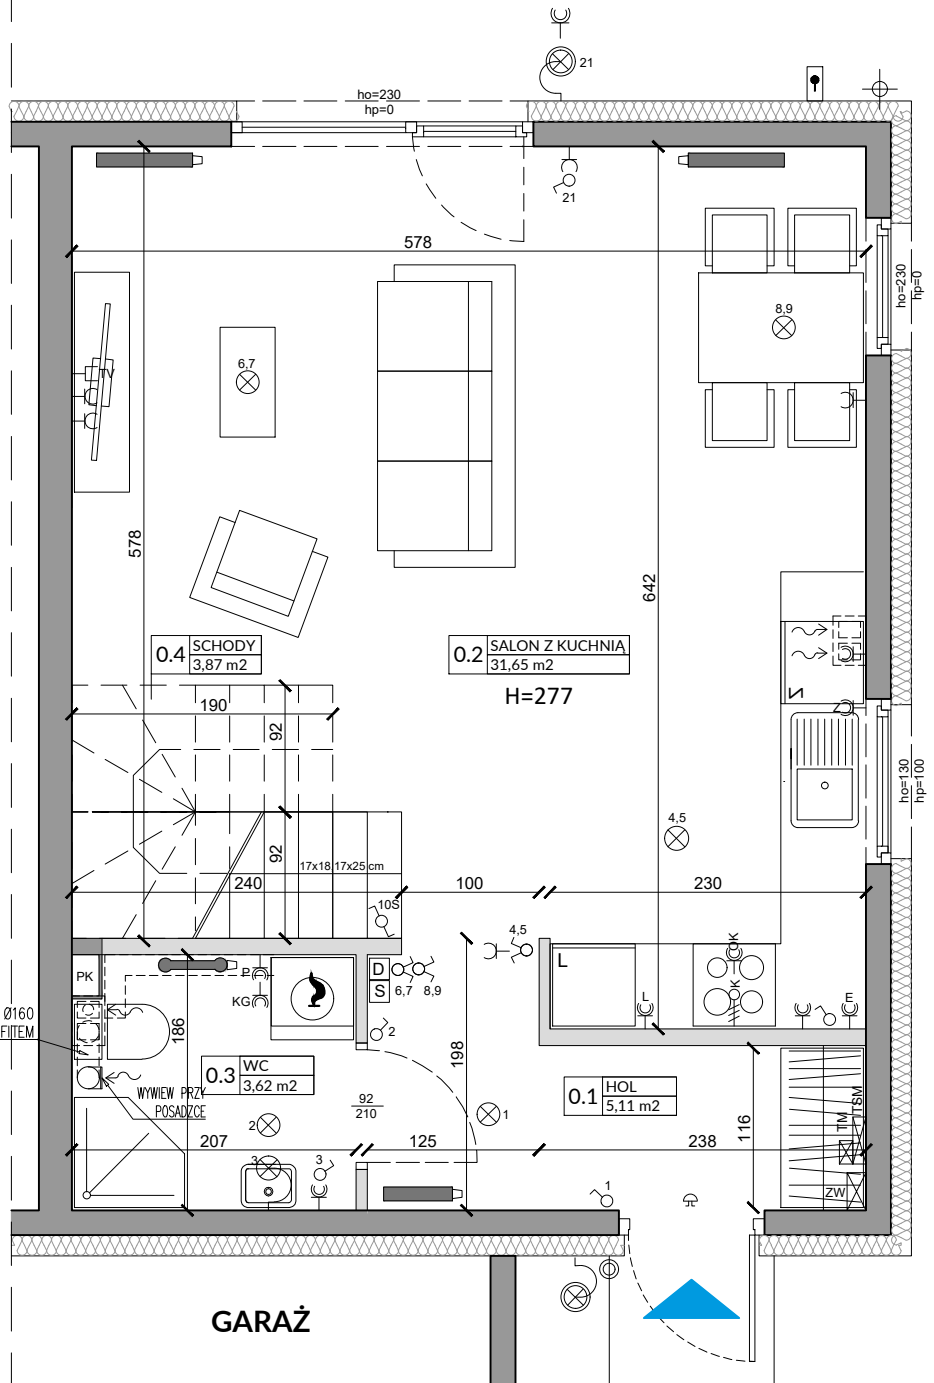 21
ho=230
hp=0
21
578
ho=230
hp=0
8,9
6,7
TV
578
642
0.4 SCHODY
3,87 m2
0.2 SALON Z KUCHNIĄ
31,65 m2
H=277
190
92
Z
ho=130
hp=100
4,5
92
17x18,17x25 cm
240
100
230
10S
4,5
L
OK
PK
P
D
S
6,7
8,9
KG
K
L
E
Ø160
FITEM
186
2
198
0.3 WC
3,62 m2
0.1 HOL
5,11 m2
WYWIEW PRZY
POSADZCE
92
210
2
1
116
TM
TSM
207
125
238
3
3
ZW
1
GARAŻ